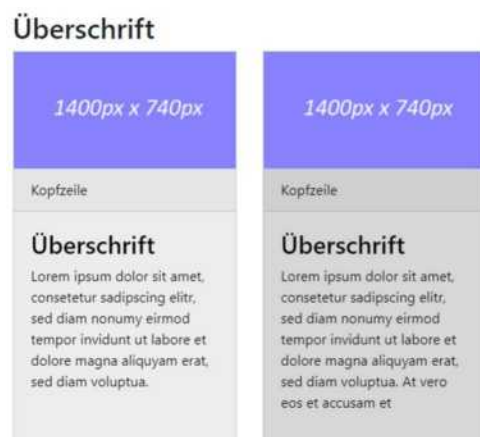 Überschrift
1400px x 740px
Kopfzeile
Überschrift
Lorem ipsum dolor sit amet,
consetetur sadipscing elitr,
sed diam nonumy eirmod
tempor invidunt ut labore et
dolore magna aliquyam erat,
sed diam voluptua.
1400px x 740px
Kopfzeile
Überschrift
Lorem ipsum dolor sit amet,
consetetur sadipscing elitr,
sed diam nonumy eirmod
tempor invidunt ut labore et
dolore magna aliquyam erat,
sed diam voluptua. At vero
eos et accusam et